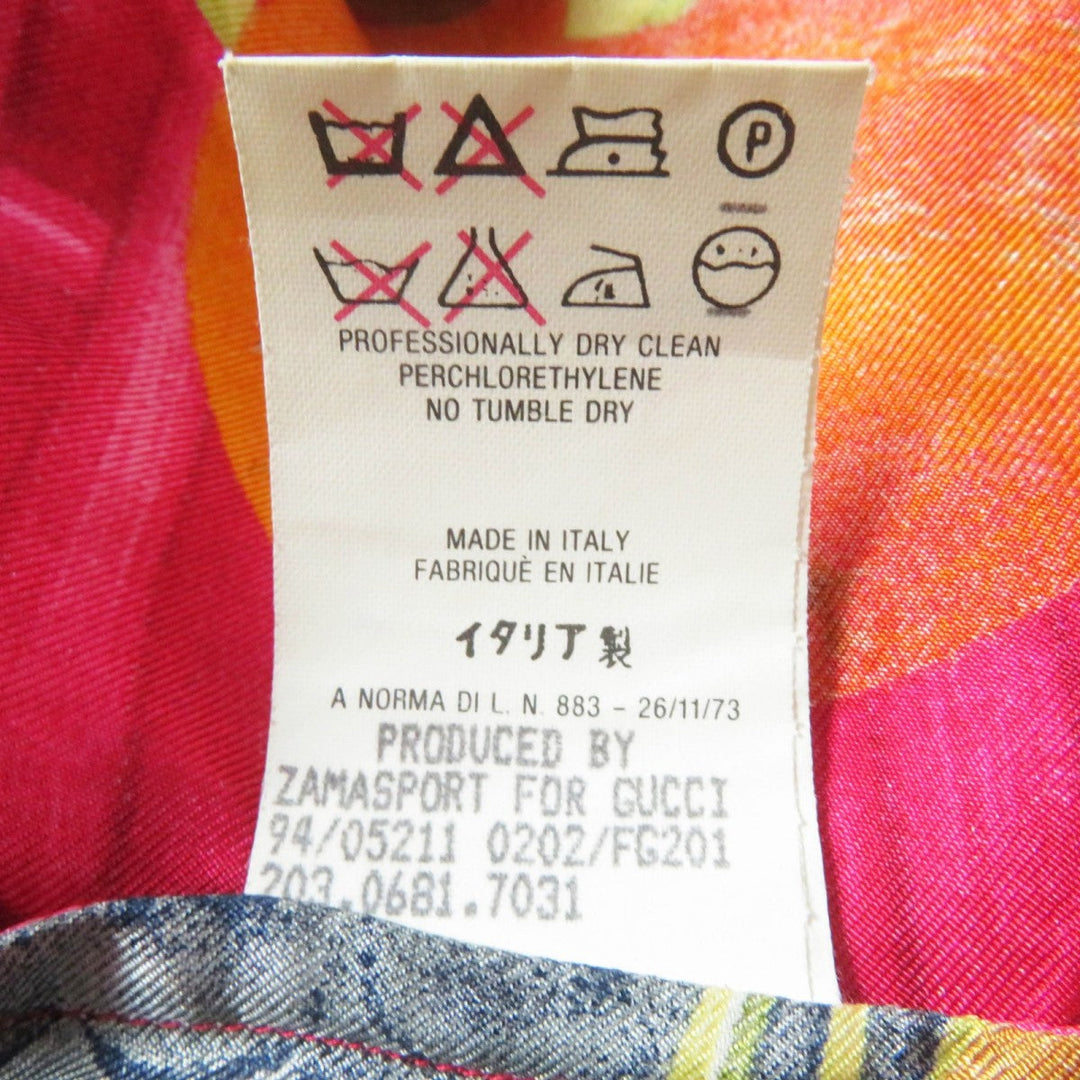 P
PROFESSIONALLY DRY CLEAN
PERCHLORETHYLENE
NO TUMBLE DRY
MADE IN ITALY
FABRIQUÈ EN ITALIE
イタリア製
A NORMA DI L. N. 883 - 26/11/73
PRODUCED BY
ZAMASPORT FOR GUCCI
94/05211 0202/FG201
203.0681.7031